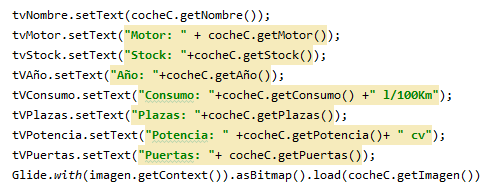 tvNombre.setText(cocheC.getNombre());
tvMotor.setText("Motor: " + cocheC.getMotor());
tvStock.setText("Stock: "+cocheC.getStock());
tVAño.setText("Año: "+cocheC.getAño());
tVConsumo.setText("Consumo: "+cocheC.getConsumo() +" l/100Km");
tVPlazas.setText("Plazas: "+cocheC.getPlazas());
tVPotencia.setText("Potencia: " +cocheC.getPotencia()+ " cv");
tVPuertas.setText("Puertas: "+ cocheC.getPuertas());
Glide.with(imagen.getContext()).asBitmap().load(cocheC.getImagen())